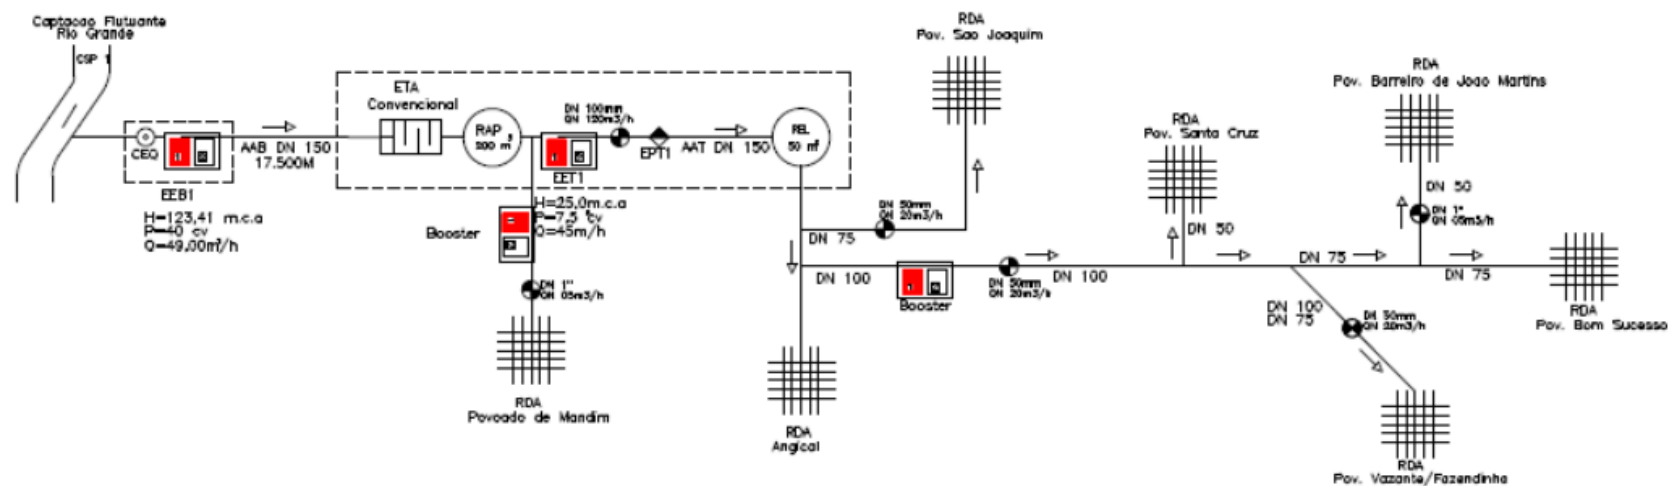 Captacao Flutuante
Rio Grande
CSP 1
CEQ
EEB1
H=123,41 m.c.a
P=40 cv
Q=49,00m³/h
AAB DN 150
17.500M
ETA
Convencional
RAP
200 m³
DN 100mm
QN 120m3/h
EET1
EPT1
AAT DN 150
REL
50 m³
H=25,0m.c.a
P=7,5 cv
Q=45m/h
Booster
DN 1"
QN 05m3/h
RDA
Povoado de Mandim
RDA
Pov. Sao Joaquim
DN 50mm
QN 20m3/h
DN 75
DN 100
Booster
DN 50mm
QN 20m3/h
DN 100
RDA
Angical
RDA
Pov. Santa Cruz
DN 50
RDA
Pov. Barreiro de Joao Martins
DN 50
DN 1"
QN 05m3/h
DN 75
DN 75
RDA
Pov. Bom Sucesso
DN 100
DN 75
DN 50mm
QN 20m3/h
RDA
Pov. Vazante/Fazendinha